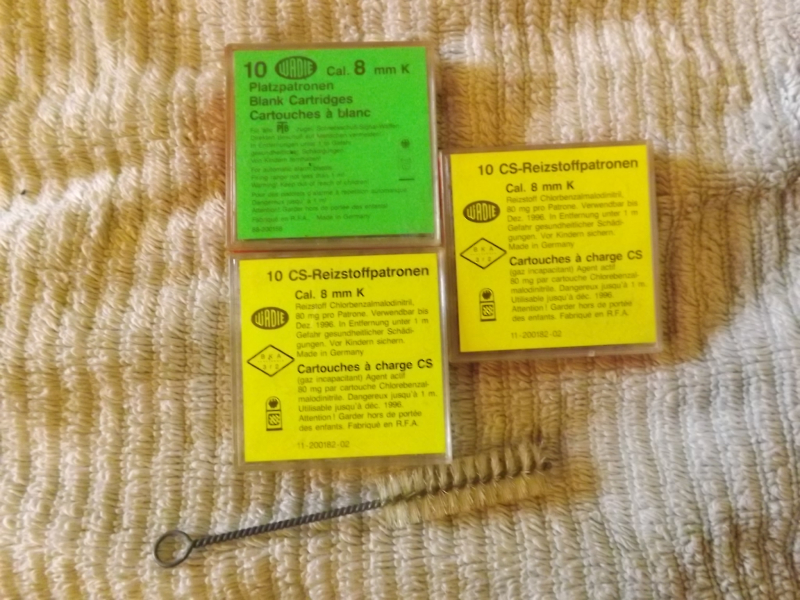 10 WADIE Cal. 8 mm K
Platzpatronen
Blank Cartridges
Cartouches à blanc
Made in Germany
10 CS-Reizstoffpatronen
Cal. 8 mm K
WADIE
Reizstoff Chlorbenzalmalodinitril,
80 mg pro Patrone. Verwendbar bis
Dez. 1996. In Entfernung unter 1 m
Gefahr gesundheitlicher Schädi-
gungen. Vor Kindern sichern.
Made in Germany
Cartouches à charge CS
(gaz incapacitant) Agent actif
80 mg par cartouche Chlorebenzal-
malodinitrile. Dangereux jusqu'à 1 m.
Utilisable jusqu'à déc. 1996.
Attention! Garder hors de portée
des enfants. Fabriqué en R.F.A.
11-200182-02
10 CS-Reizstoffpatronen
Cal. 8 mm K
WADIE
Reizstoff Chlorbenzalmalodinitril,
80 mg pro Patrone. Verwendbar bis
Dez. 1996. In Entfernung unter 1 m
Gefahr gesundheitlicher Schädi-
gungen. Vor Kindern sichern.
Made in Germany
Cartouches à charge CS
(gaz incapacitant) Agent actif
80 mg par cartouche Chlorebenzal-
malodinitrile. Dangereux jusqu'à 1 m.
Utilisable jusqu'à déc. 1996.
Attention! Garder hors de portée
des enfants. Fabriqué en R.F.A.
11-200182-02